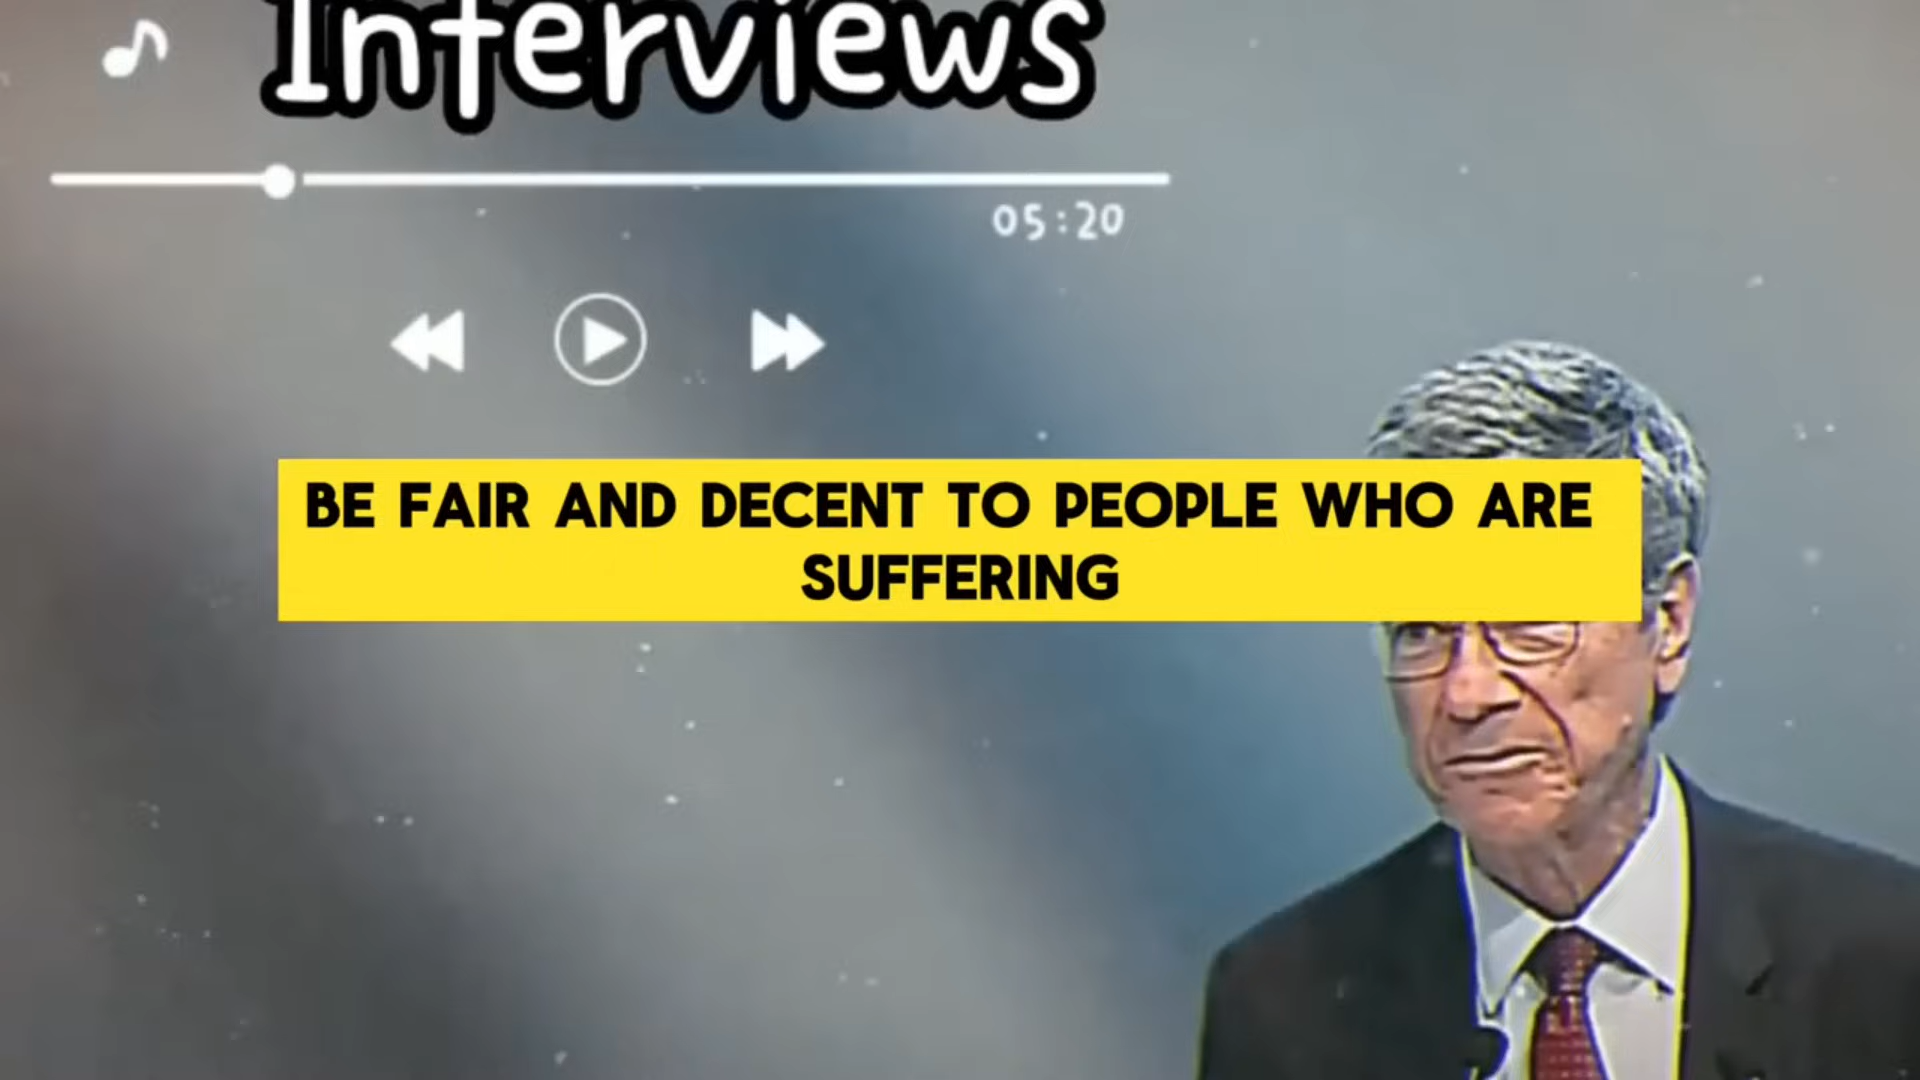 Interviews
05:20
BE FAIR AND DECENT TO PEOPLE WHO ARE
SUFFERING